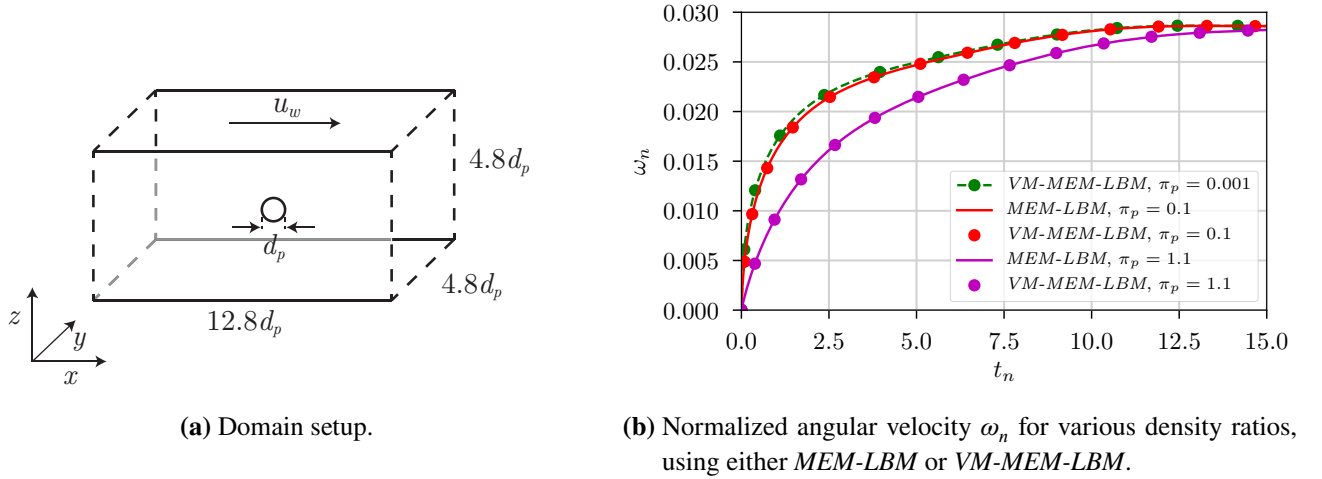 u_w
4.8d_p
d_p
4.8d_p
12.8d_p
z
y
x
(a) Domain setup.
0.030
0.025
0.020
0.015
0.010
0.005
0.000
ω_n
VM-MEM-LBM, π_p = 0.001
MEM-LBM, π_p = 0.1
VM-MEM-LBM, π_p = 0.1
MEM-LBM, π_p = 1.1
VM-MEM-LBM, π_p = 1.1
0.0 2.5 5.0 7.5 10.0 12.5 15.0
t_n
(b) Normalized angular velocity ω_n for various density ratios,
using either MEM-LBM or VM-MEM-LBM.